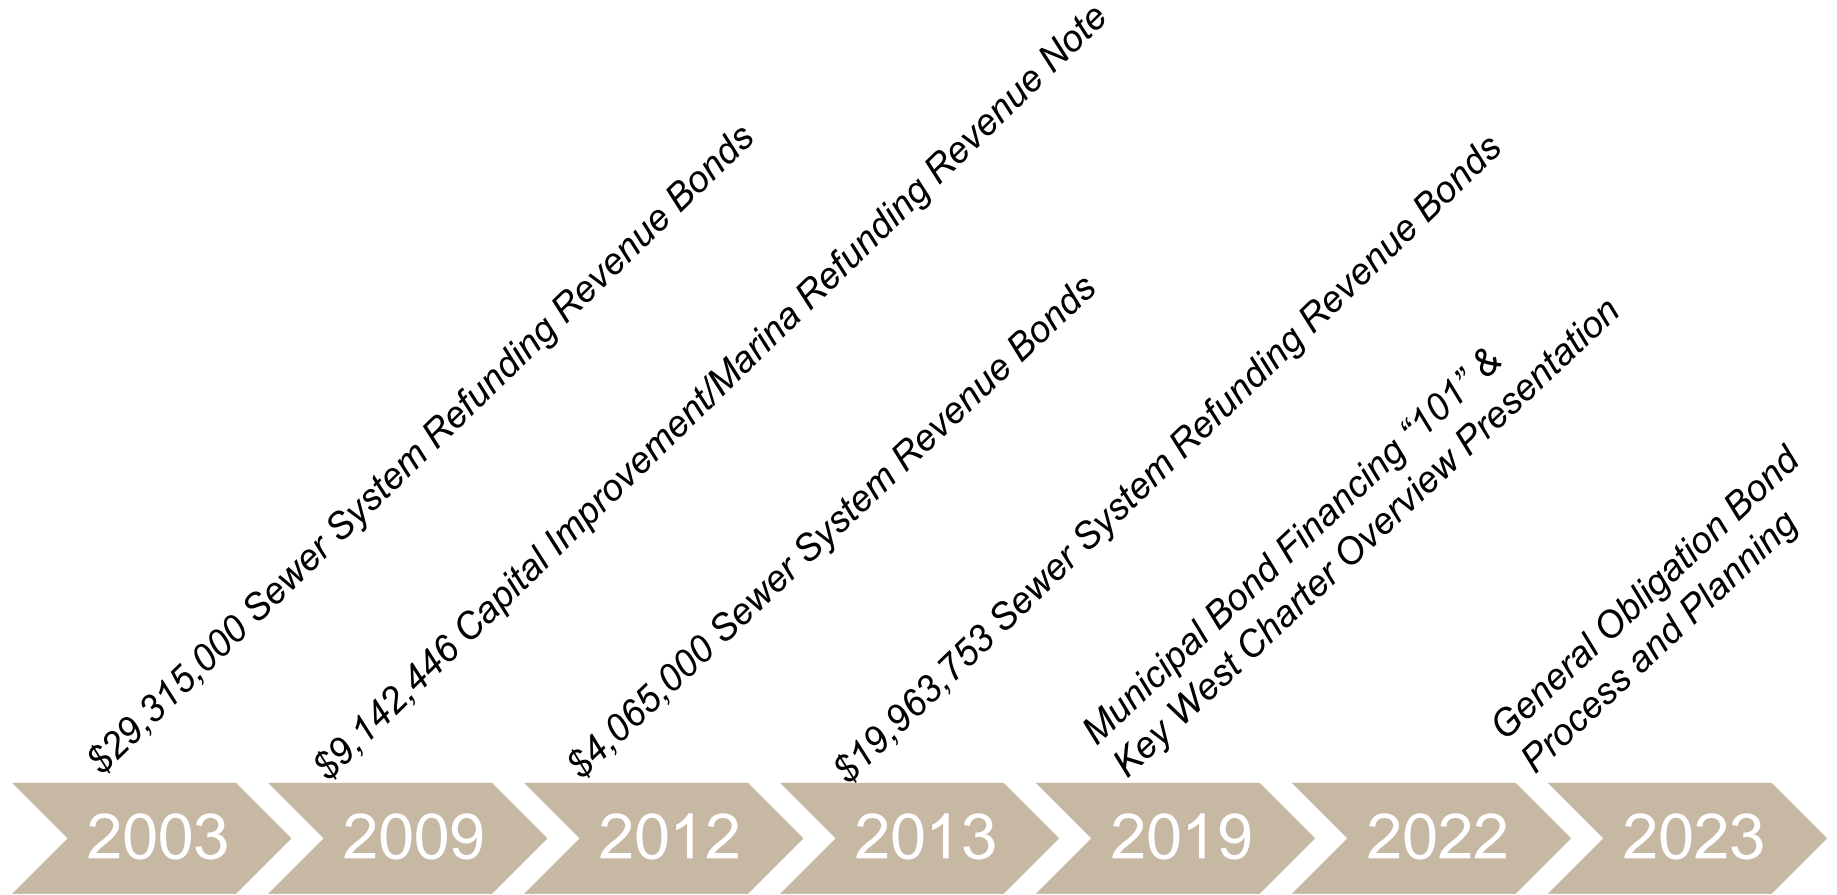 $29,315,000 Sewer System Refunding Revenue Bonds
$9,142,446 Capital Improvement/Marina Refunding Revenue Note
$4,065,000 Sewer System Revenue Bonds
$19,963,753 Sewer System Refunding Revenue Bonds
Municipal Bond Financing “101” &
Key West Charter Overview Presentation
General Obligation Bond
Process and Planning
2003
2009
2012
2013
2019
2022
2023